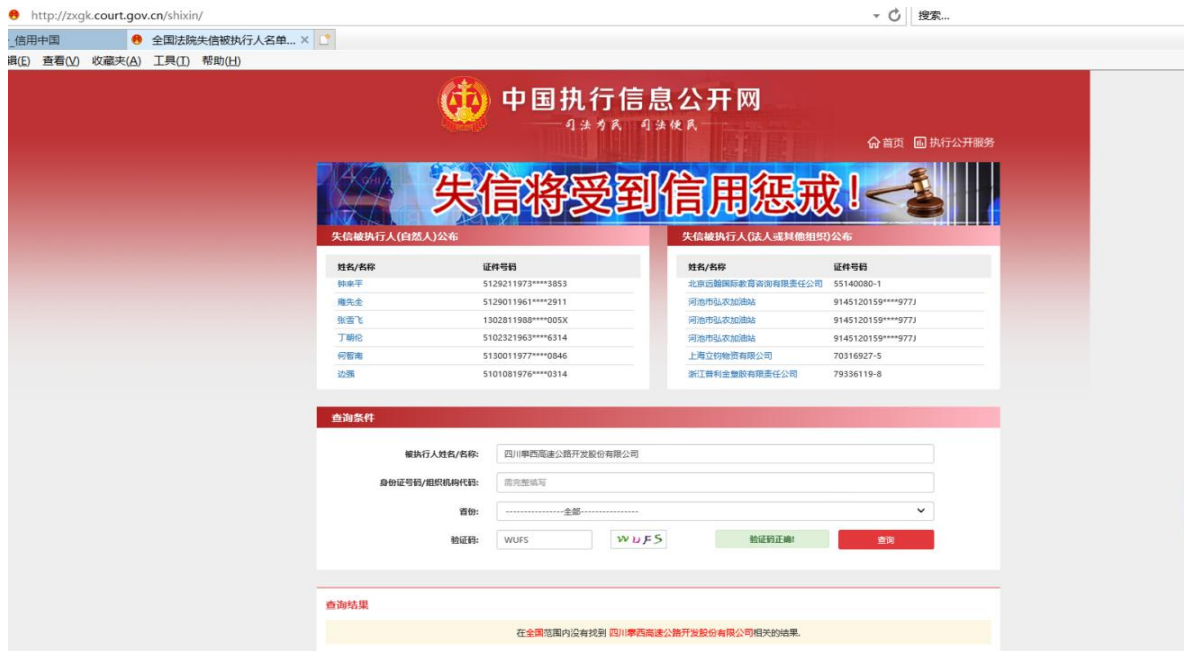 http://zxgk.court.gov.cn/shixin/
搜索...
_信用中国
全国法院失信被执行人名单... ×
辑(E) 查看(V) 收藏夹(A) 工具(T) 帮助(H)
中国执行信息公开网
司法为民 司法便民
首页 执行公开服务
失信将受到信用惩戒!
失信被执行人(自然人)公布
姓名/名称 证件号码
钟来平 5129211973****3853
雍先全 5129011961****2911
张雪飞 1302811988****005X
丁朝伦 5102321963****6314
何智南 5130011977****0846
边强 5101081976****0314
失信被执行人(法人或其他组织)公布
姓名/名称 证件号码
北京远翰国际教育咨询有限责任公司 55140080-1
河池市弘农加油站 9145120159****977J
河池市弘农加油站 9145120159****977J
河池市弘农加油站 9145120159****977J
上海立钧物资有限公司 70316927-5
浙江普利金塑胶有限责任公司 79336119-8
查询条件
被执行人姓名/名称: 四川攀西高速公路开发股份有限公司
身份证号码/组织机构代码: 需完整填写
省份: ----------------全部----------------
验证码: WUFS WUFS 验证码正确! 查询
查询结果
在全国范围内没有找到 四川攀西高速公路开发股份有限公司相关的结果.